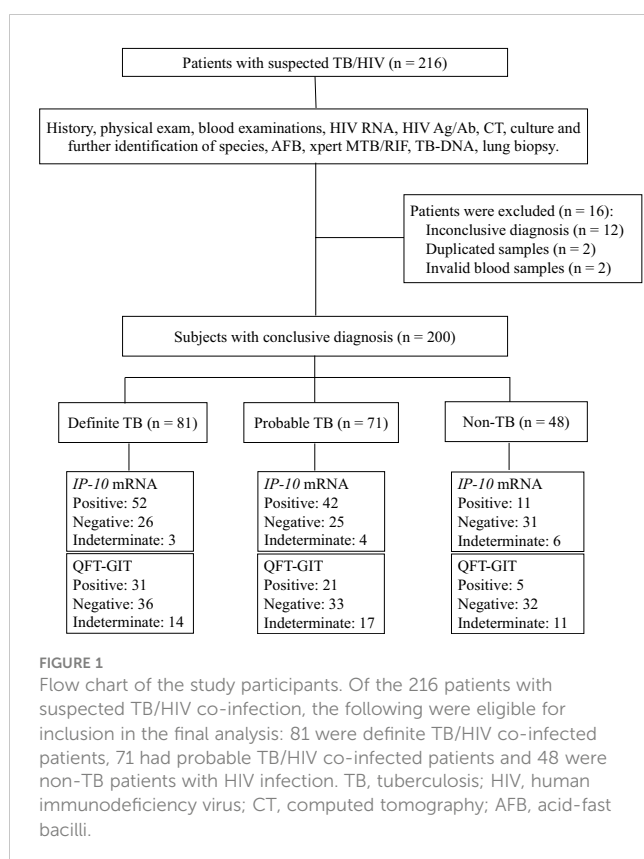 Patients with suspected TB/HIV (n = 216)
History, physical exam, blood examinations, HIV RNA, HIV Ag/Ab, CT, culture and
further identification of species, AFB, xpert MTB/RIF, TB-DNA, lung biopsy.
Patients were excluded (n = 16):
Inconclusive diagnosis (n = 12)
Duplicated samples (n = 2)
Invalid blood samples (n = 2)
Subjects with conclusive diagnosis (n = 200)
Definite TB (n = 81)
Probable TB (n = 71)
Non-TB (n = 48)
IP-10 mRNA
Positive: 52
Negative: 26
Indeterminate: 3
IP-10 mRNA
Positive: 42
Negative: 25
Indeterminate: 4
IP-10 mRNA
Positive: 11
Negative: 31
Indeterminate: 6
QFT-GIT
Positive: 31
Negative: 36
Indeterminate: 14
QFT-GIT
Positive: 21
Negative: 33
Indeterminate: 17
QFT-GIT
Positive: 5
Negative: 32
Indeterminate: 11
FIGURE 1
Flow chart of the study participants. Of the 216 patients with
suspected TB/HIV co-infection, the following were eligible for
inclusion in the final analysis: 81 were definite TB/HIV co-infected
patients, 71 had probable TB/HIV co-infected patients and 48 were
non-TB patients with HIV infection. TB, tuberculosis; HIV, human
immunodeficiency virus; CT, computed tomography; AFB, acid-fast
bacilli.